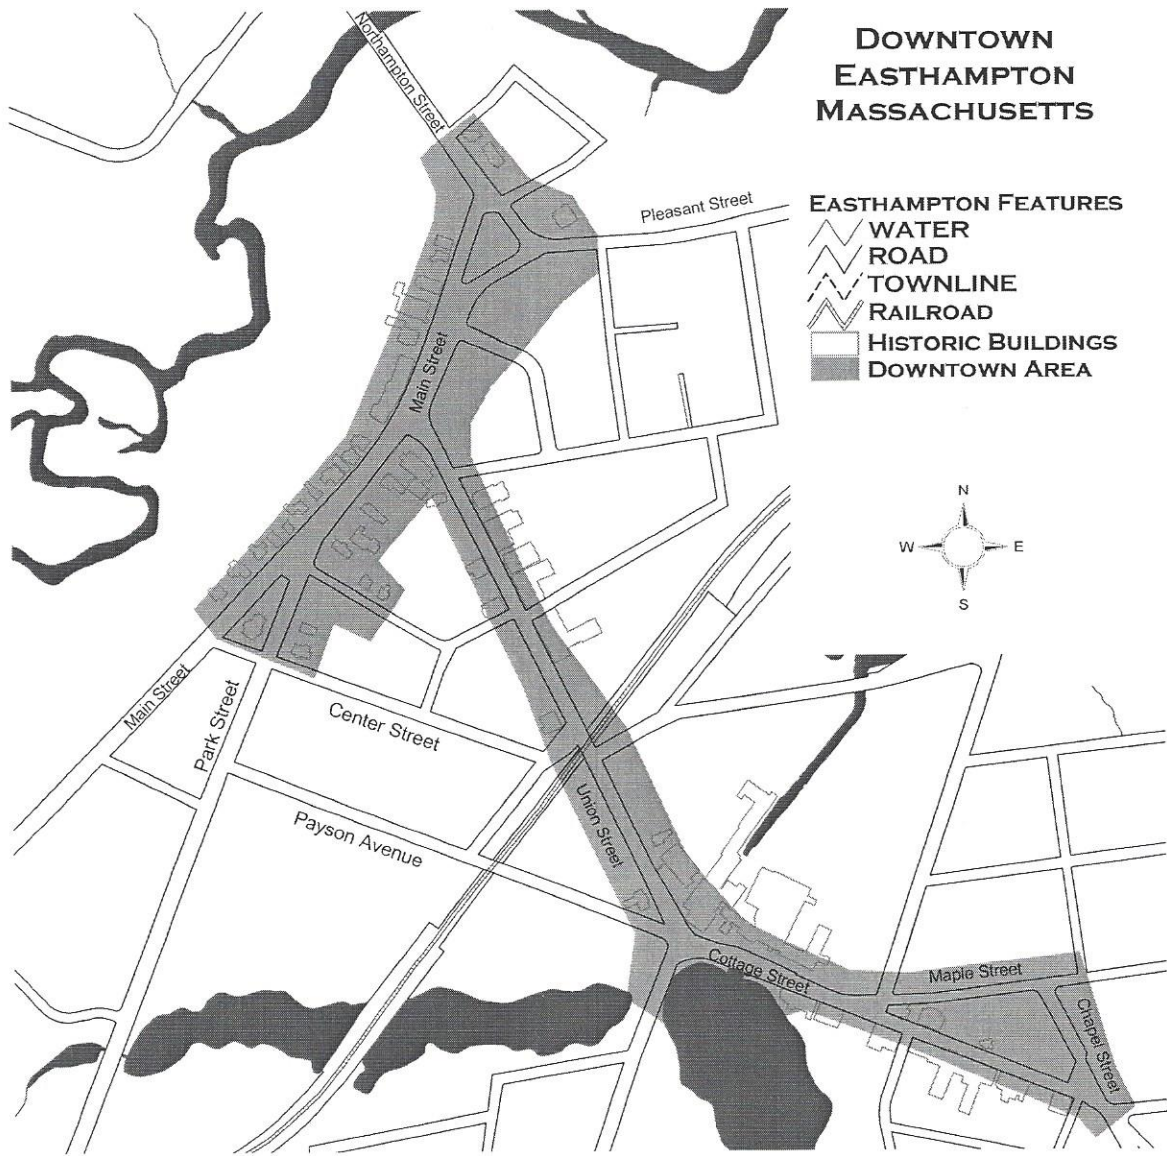 DOWNTOWN
EASTHAMPTON
MASSACHUSETTS
EASTHAMPTON FEATURES
WATER
ROAD
TOWNLINE
RAILROAD
HISTORIC BUILDINGS
DOWNTOWN AREA
N
W E
S
Northampton Street
Pleasant Street
Main Street
Main Street
Park Street
Center Street
Payson Avenue
Union Street
Cottage Street
Maple Street
Chapel Street